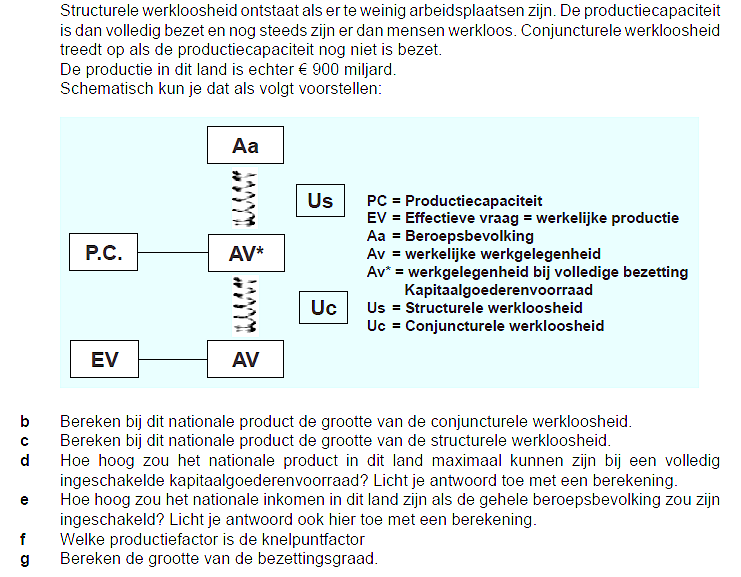 Structurele werkloosheid ontstaat als er te weinig arbeidsplaatsen zijn. De productiecapaciteit
is dan volledig bezet en nog steeds zijn er dan mensen werkloos. Conjuncturele werkloosheid
treedt op als de productiecapaciteit nog niet is bezet.
De productie in dit land is echter € 900 miljard.
Schematisch kun je dat als volgt voorstellen:
Aa
Us
P.C.
AV*
Uc
EV
AV
PC = Productiecapaciteit
EV = Effectieve vraag = werkelijke productie
Aa = Beroepsbevolking
Av = werkelijke werkgelegenheid
Av* = werkgelegenheid bij volledige bezetting
Kapitaalgoederenvoorraad
Us = Structurele werkloosheid
Uc = Conjuncturele werkloosheid
b Bereken bij dit nationale product de grootte van de conjuncturele werkloosheid.
c Bereken bij dit nationale product de grootte van de structurele werkloosheid.
d Hoe hoog zou het nationale product in dit land maximaal kunnen zijn bij een volledig
ingeschakelde kapitaalgoederenvoorraad? Licht je antwoord toe met een berekening.
e Hoe hoog zou het nationale inkomen in dit land zijn als de gehele beroepsbevolking zou zijn
ingeschakeld? Licht je antwoord ook hier toe met een berekening.
f Welke productiefactor is de knelpuntfactor
g Bereken de grootte van de bezettingsgraad.